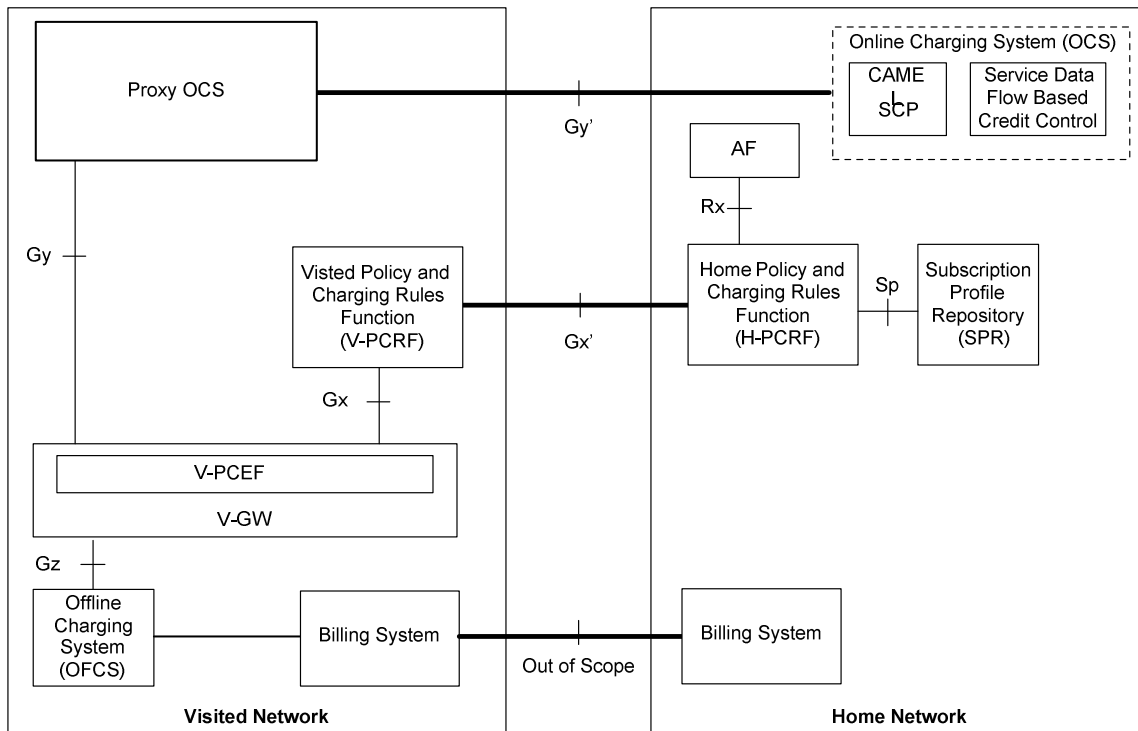 Online Charging System (OCS)
Proxy OCS
CAME
L
SCP
Service Data
Flow Based
Credit Control
Gy’
AF
Rx
Gy
Visted Policy and
Charging Rules
Function
(V-PCRF)
Gx’
Home Policy and
Charging Rules
Function
(H-PCRF)
Sp
Subscription
Profile
Repository
(SPR)
Gx
V-PCEF
V-GW
Gz
Offline
Charging
System
(OFCS)
Billing System
Out of Scope
Billing System
Visited Network
Home Network